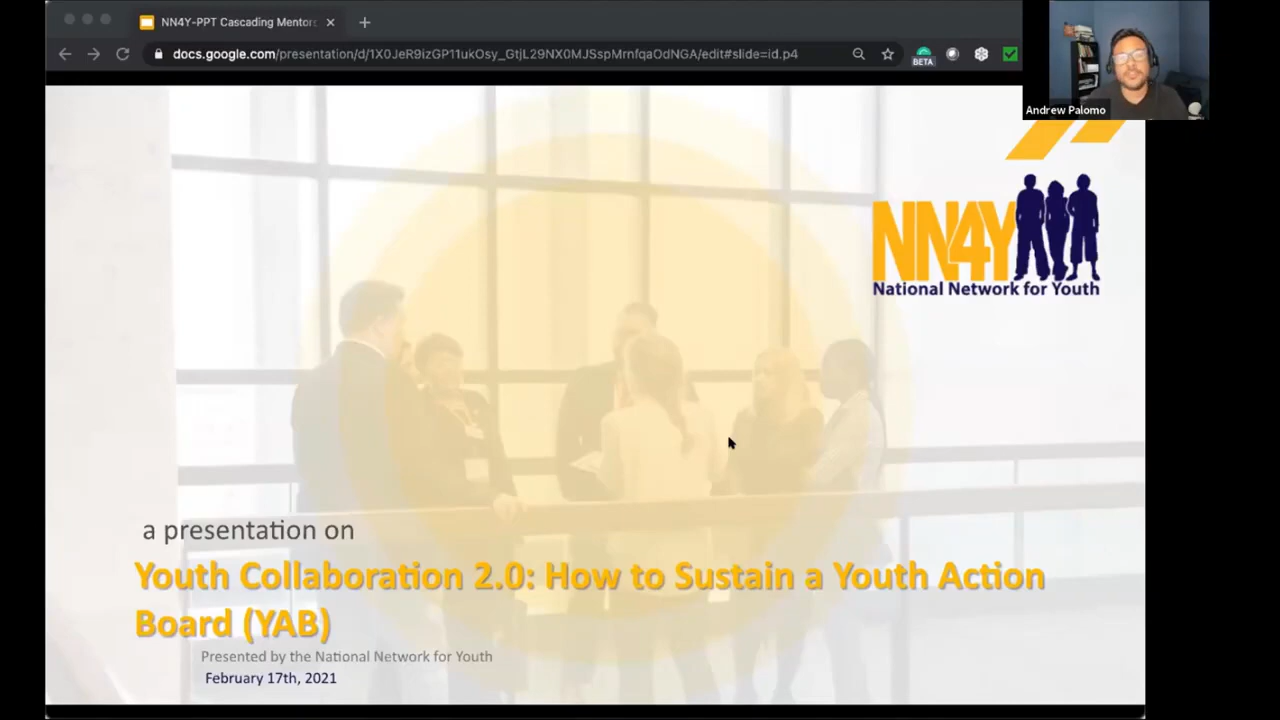 NN4Y-PPT Cascading Mentor
docs.google.com/presentation/d/1X0JeR9izGP11ukOsy_GtjL29NX0MJSspMrnfqaOdNGA/edit#slide=id.p4
BETA
Andrew Palomo
NN4Y
National Network for Youth
a presentation on
Youth Collaboration 2.0: How to Sustain a Youth Action
Board (YAB)
Presented by the National Network for Youth
February 17th, 2021